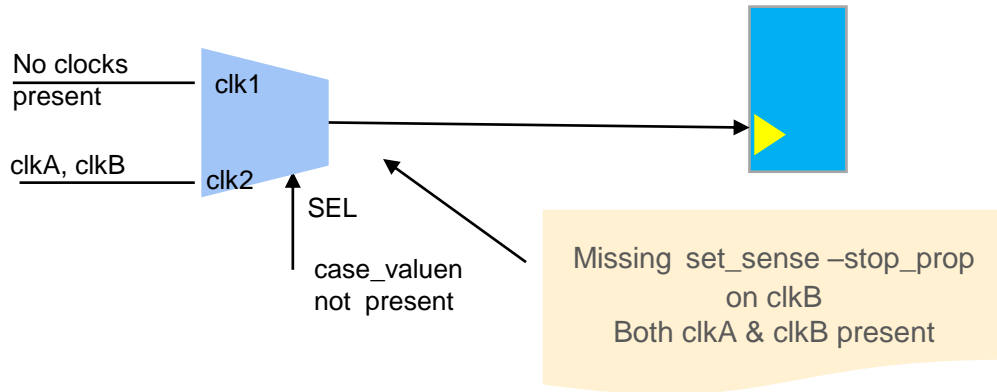 No clocks
present
clk1
clkA, clkB
clk2
SEL
case_valuen
not present
Missing set_sense –stop_prop
on clkB
Both clkA & clkB present